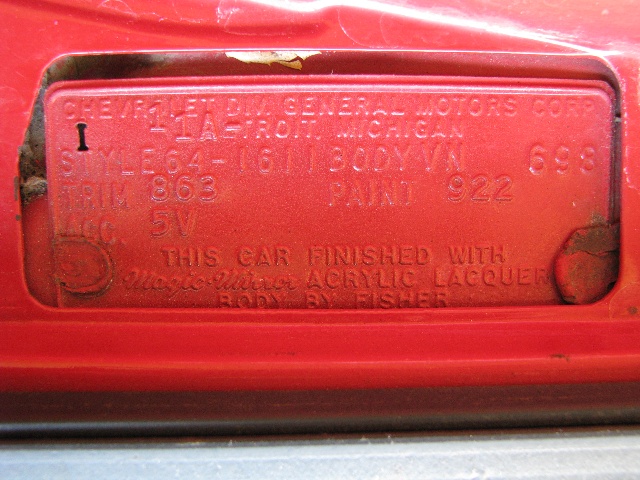 CHEVROLET DIV. GENERAL MOTORS CORP
11A DETROIT, MICHIGAN
STYLE 64-1611 BODY VN 698
TRIM 863 PAINT 922
ACC. 5V
THIS CAR FINISHED WITH
Magic-Mirror ACRYLIC LACQUER
BODY BY FISHER